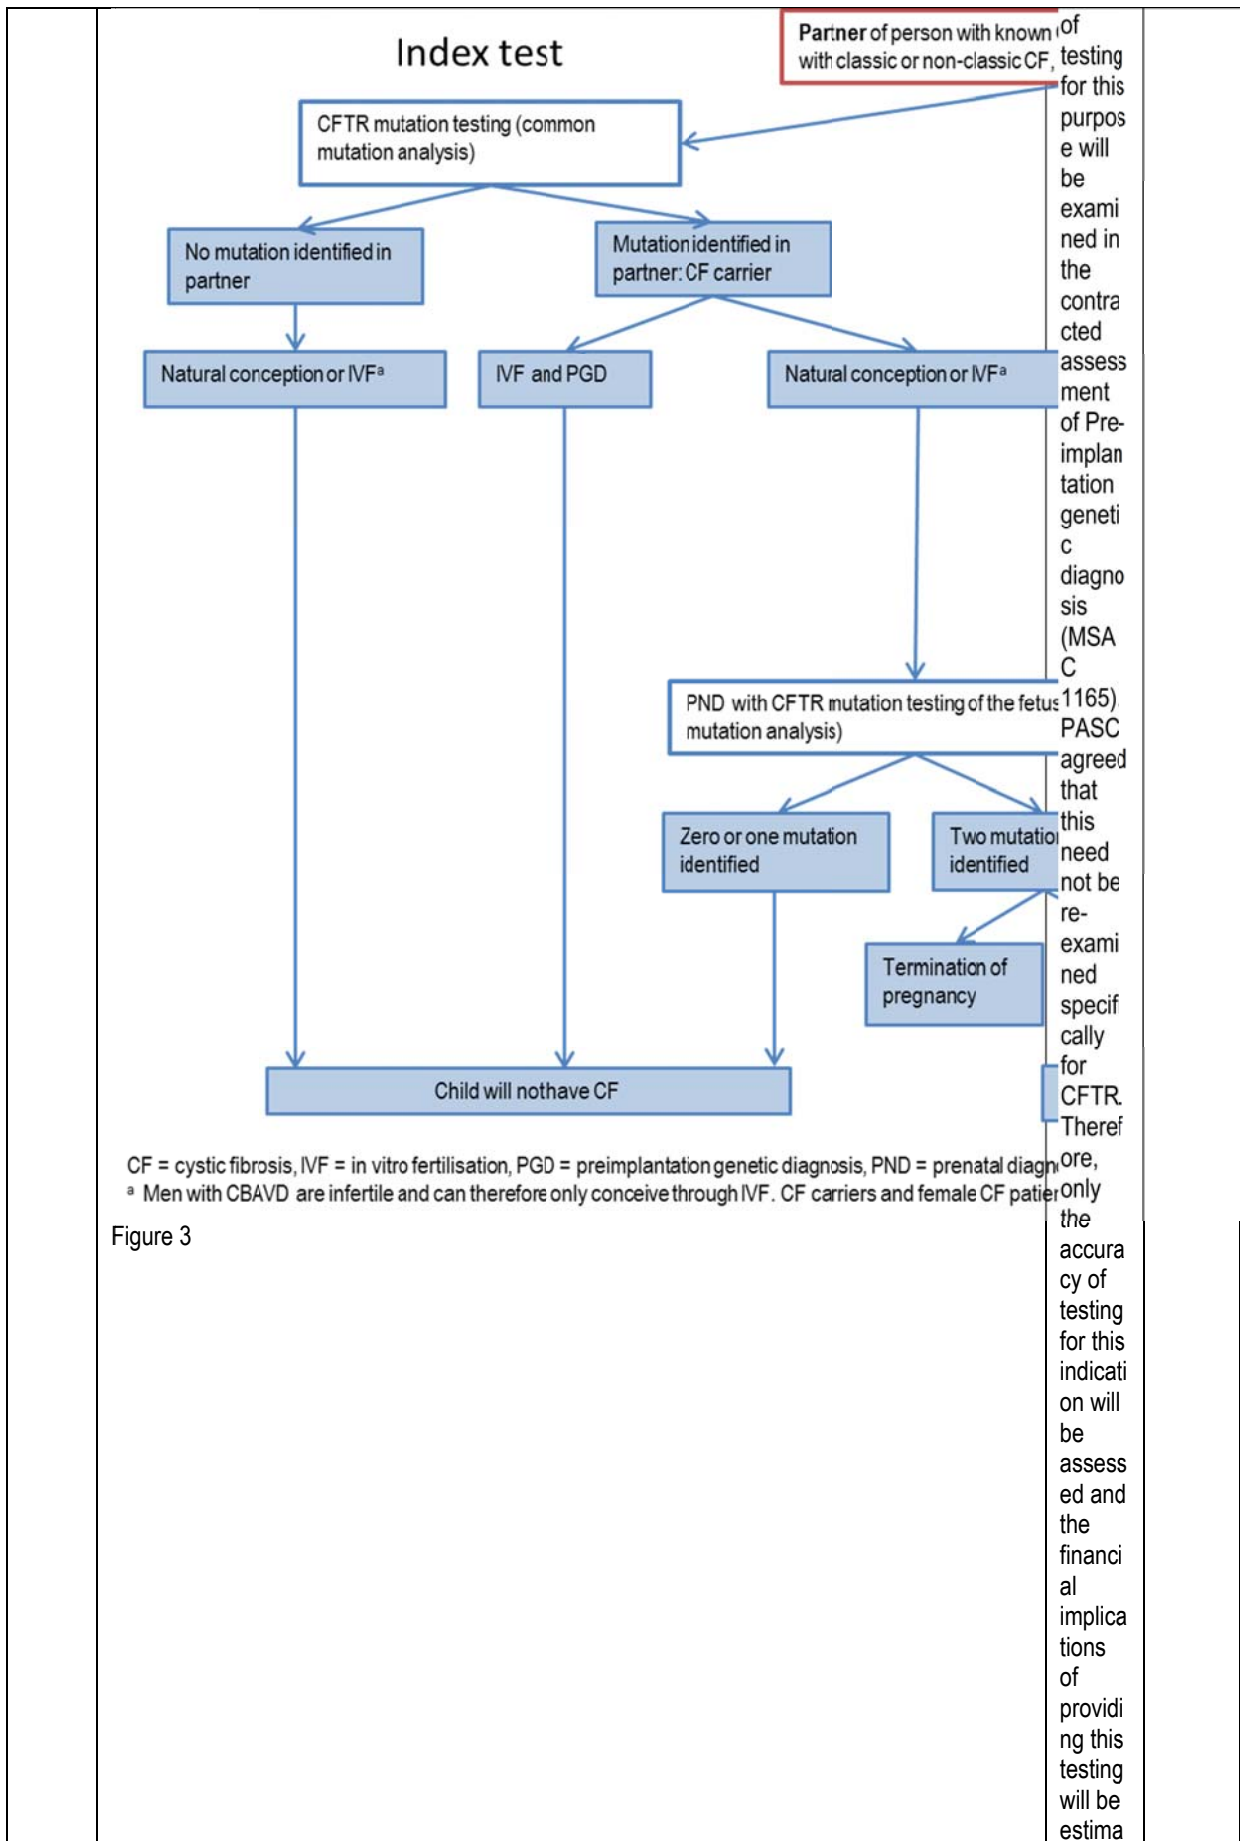 Index test
Partner of person with known
with classic or non-classic CF,
CFTR mutation testing (common
mutation analysis)
No mutation identified in
partner
Mutation identified in
partner: CF carrier
Natural conception or IVFa
IVF and PGD
Natural conception or IVFa
PND with CFTR mutation testing of the fetus
mutation analysis)
Zero or one mutation
identified
Two mutatio
identified
Termination of
pregnancy
Child will not have CF
CF = cystic fibrosis, IVF = in vitro fertilisation, PGD = preimplantation genetic diagnosis, PND = prenatal diagn
a Men with CBAVD are infertile and can therefore only conceive through IVF. CF carriers and female CF patie
Figure 3
of
testing
for this
purpos
e will
be
exami
ned in
the
contra
cted
assess
ment
of Pre-
implan
tation
geneti
c
diagno
sis
(MSA
C
1165).
PASC
agreed
that
this
need
not be
re-
exami
ned
specif
cally
for
CFTR.
Theref
ore,
only
the
accura
cy of
testing
for this
indicati
on will
be
assess
ed and
the
financi
al
implica
tions
of
providi
ng this
testing
will be
estima